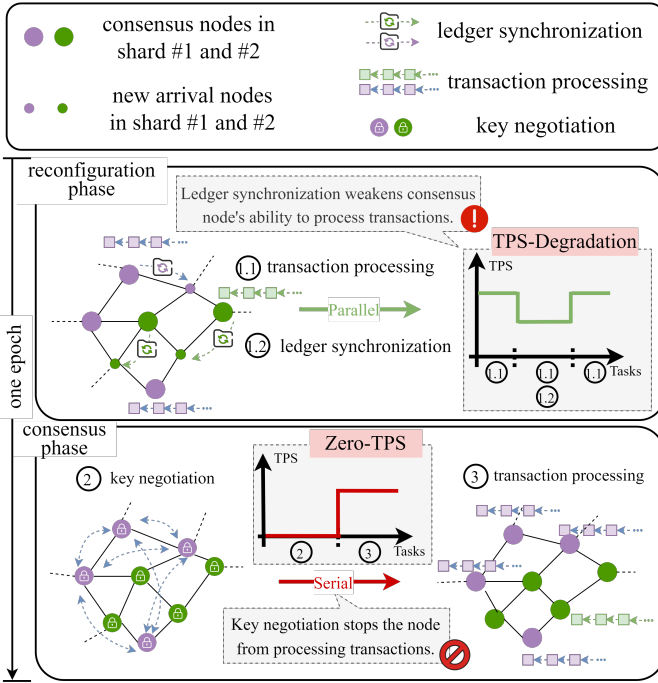 consensus nodes in
shard #1 and #2
new arrival nodes
in shard #1 and #2
ledger synchronization
transaction processing
key negotiation
one epoch
reconfiguration
phase
Ledger synchronization weakens consensus
node's ability to process transactions.
1.1 transaction processing
Parallel
1.2 ledger synchronization
TPS-Degradation
TPS
1.1 1.1 1.1 Tasks
1.2
consensus
phase
2 key negotiation
Zero-TPS
TPS
2 3 Tasks
Serial
Key negotiation stops the node
from processing transactions.
3 transaction processing